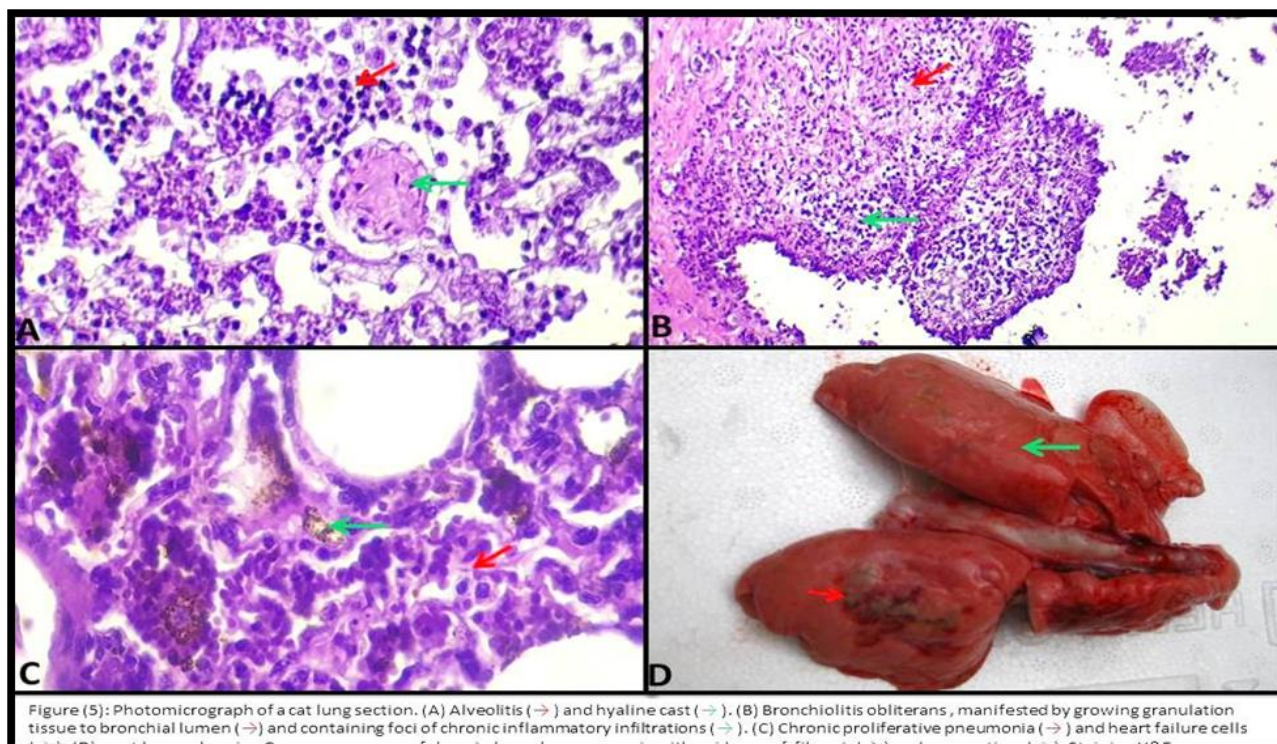 A
B
C
D
Figure (5): Photomicrograph of a cat lung section. (A) Alveolitis (→) and hyaline cast (→). (B) Bronchiolitis obliterans , manifested by growing granulation
tissue to bronchial lumen (→) and containing foci of chronic inflammatory infiltrations (→). (C) Chronic proliferative pneumonia (→) and heart failure cells